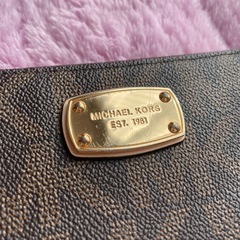 MICHAEL KORS
EST. 1981